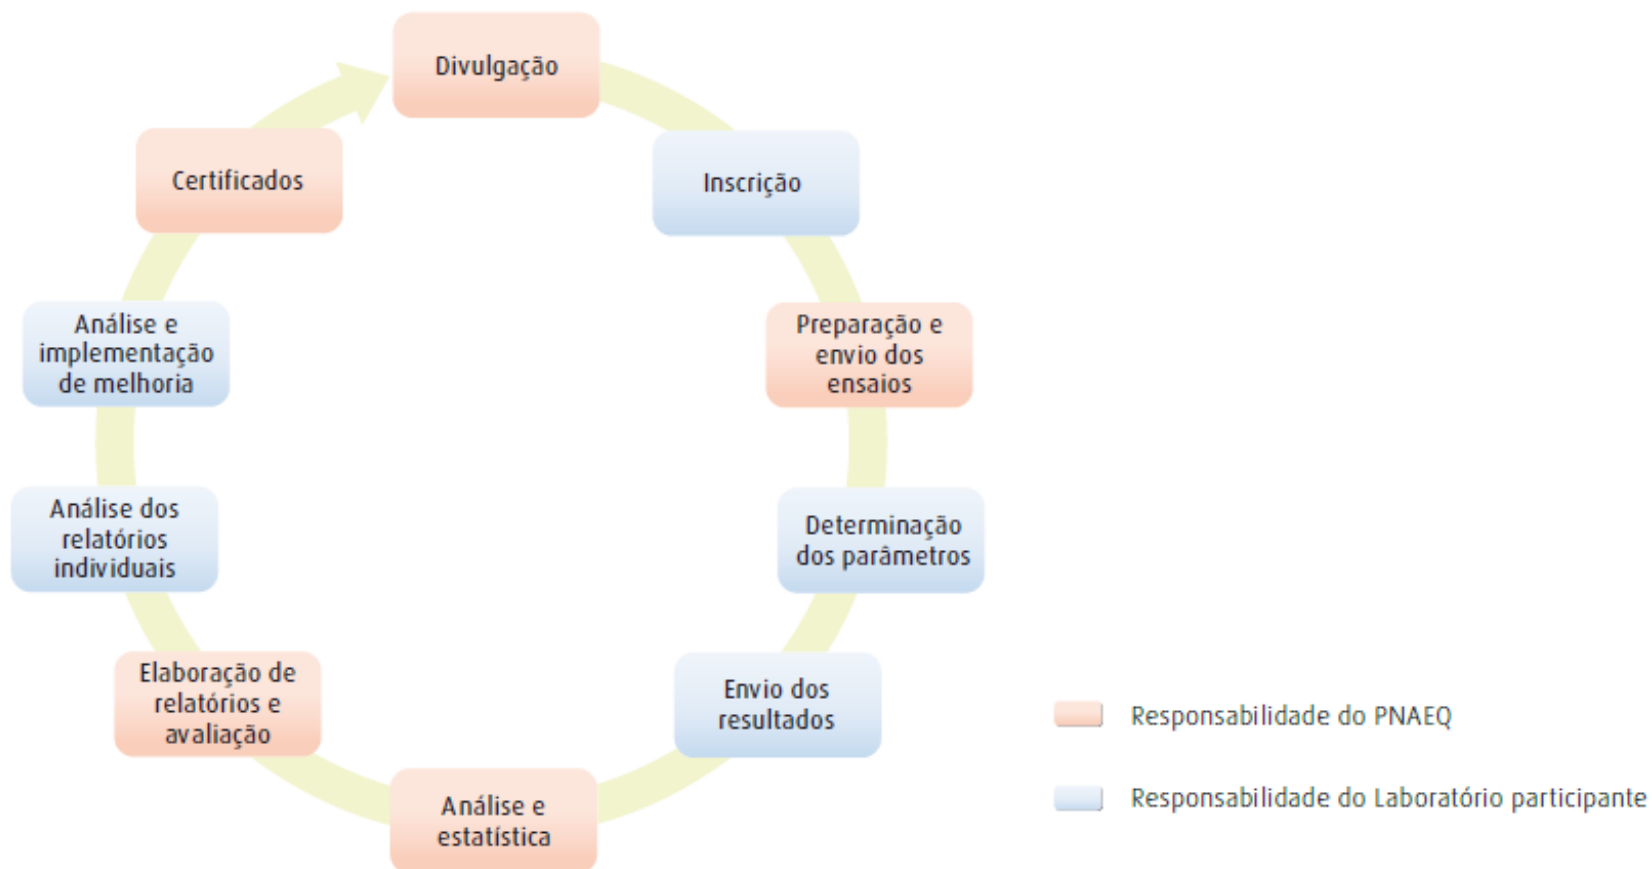 Divulgação
Inscrição
Preparação e
envio dos
ensaios
Determinação
dos parâmetros
Envio dos
resultados
Análise e
estatística
Elaboração de
relatórios e
avaliação
Análise dos
relatórios
individuais
Análise e
implementação
de melhoria
Certificados
Responsabilidade do PNAEQ
Responsabilidade do Laboratório participante